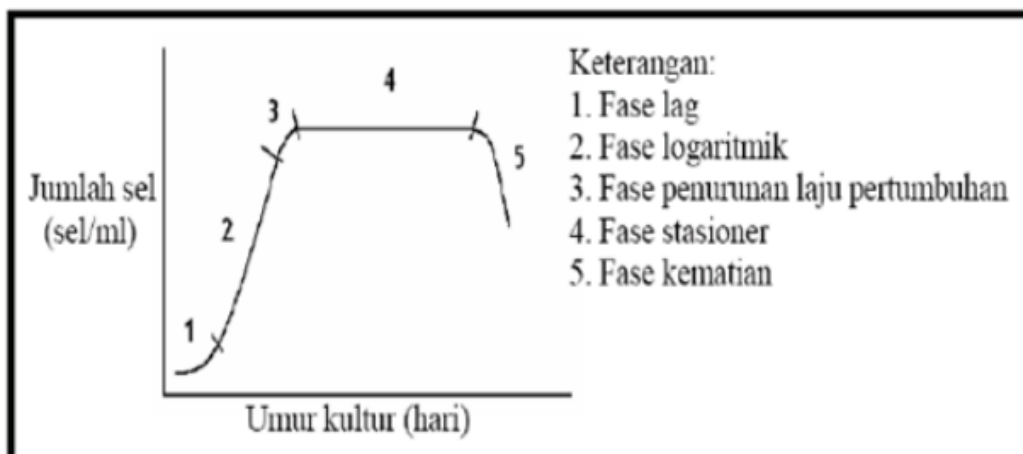 Jumlah sel
(sel/ml)
1
2
3
4
5
Umur kultur (hari)
Keterangan:
1. Fase lag
2. Fase logaritmik
3. Fase penurunan laju pertumbuhan
4. Fase stasioner
5. Fase kematian